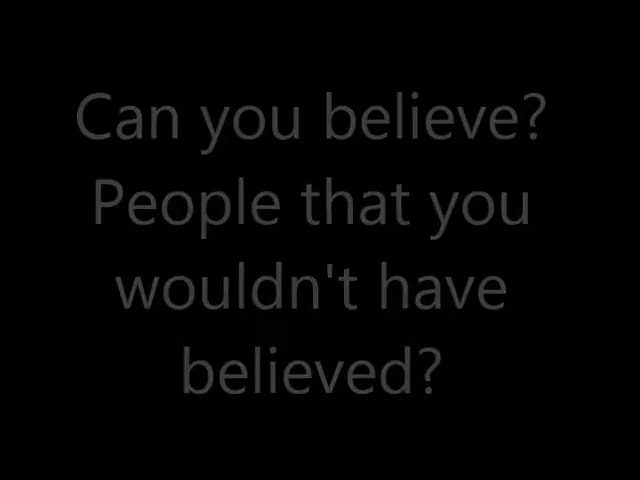 Can you believe?
People that you
wouldn't have
believed?